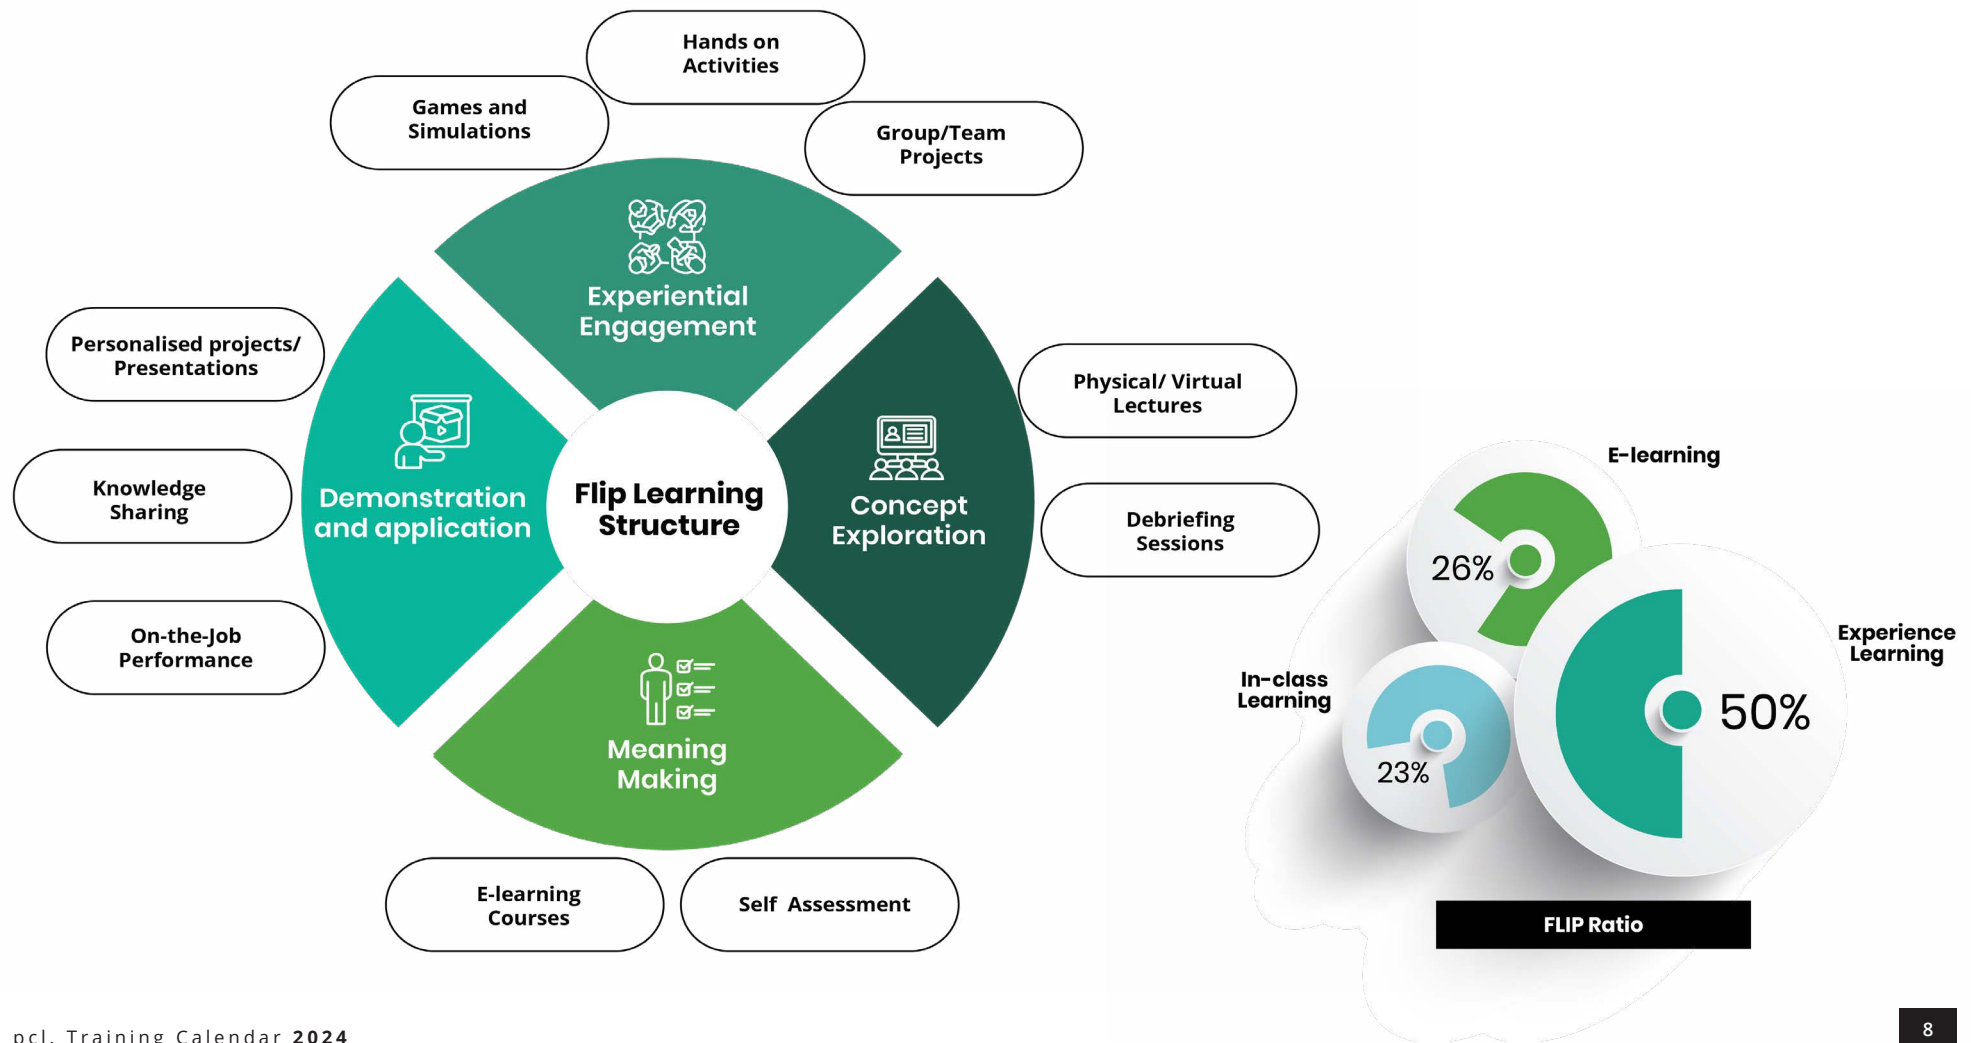 Hands on
Activities
Games and
Simulations
Group/Team
Projects
Experiential
Engagement
Personalised projects/
Presentations
Physical/ Virtual
Lectures
E-learning
Knowledge
Sharing
Demonstration
and application
Flip Learning
Structure
Concept
Exploration
Debriefing
Sessions
26%
Experience
Learning
On-the-Job
Performance
In-class
Learning
50%
Meaning
Making
23%
E-learning
Courses
Self Assessment
FLIP Ratio
pcl. Training Calendar 2024
8